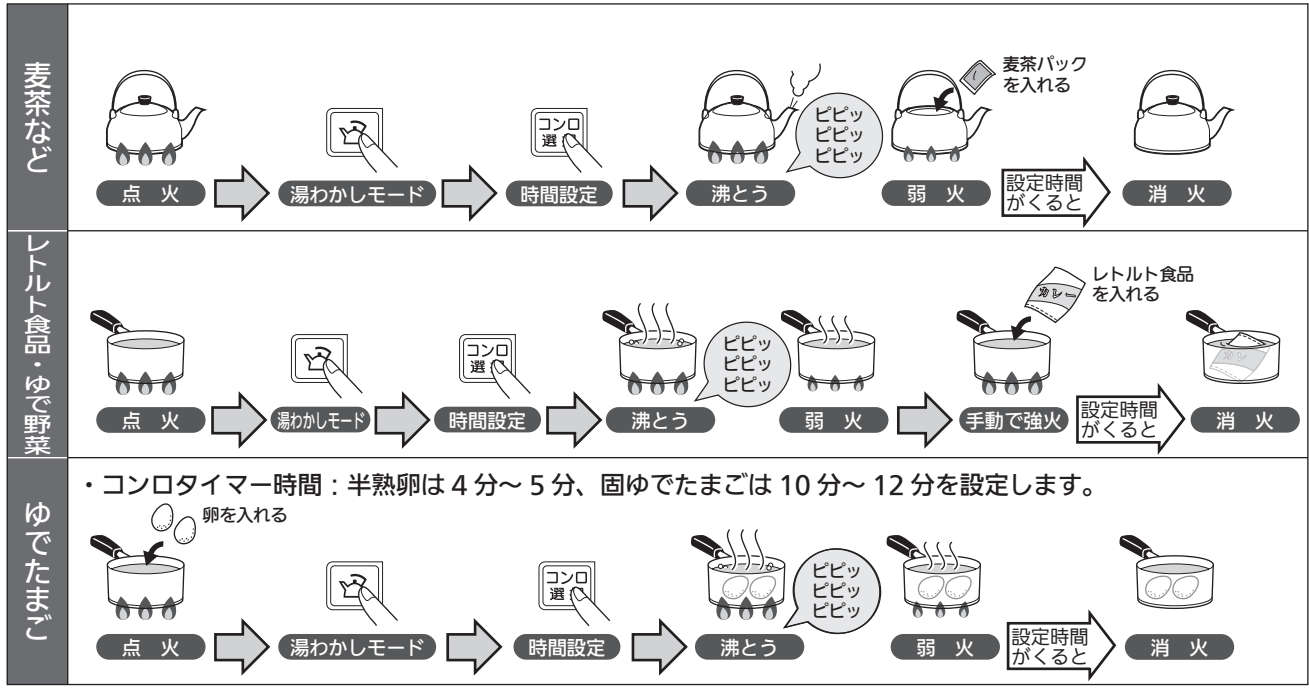 麦茶など
麦茶パック
を入れる
コンロ
選
ピピッ
ピピッ
ピピッ
点 火
湯わかしモード
時間設定
沸とう
弱 火
設定時間
がくると
消 火
レトルト食品・ゆで野菜
レトルト食品
を入れる
カレー
コンロ
選
ピピッ
ピピッ
ピピッ
カレー
点 火
湯わかしモード
時間設定
沸とう
弱 火
手動で強火
設定時間
がくると
消 火
ゆでたまご
・コンロタイマー時間:半熟卵は 4 分~ 5 分、固ゆでたまごは 10 分~ 12 分を設定します。
卵を入れる
コンロ
選
ピピッ
ピピッ
ピピッ
点 火
湯わかしモード
時間設定
沸とう
弱 火
設定時間
がくると
消 火